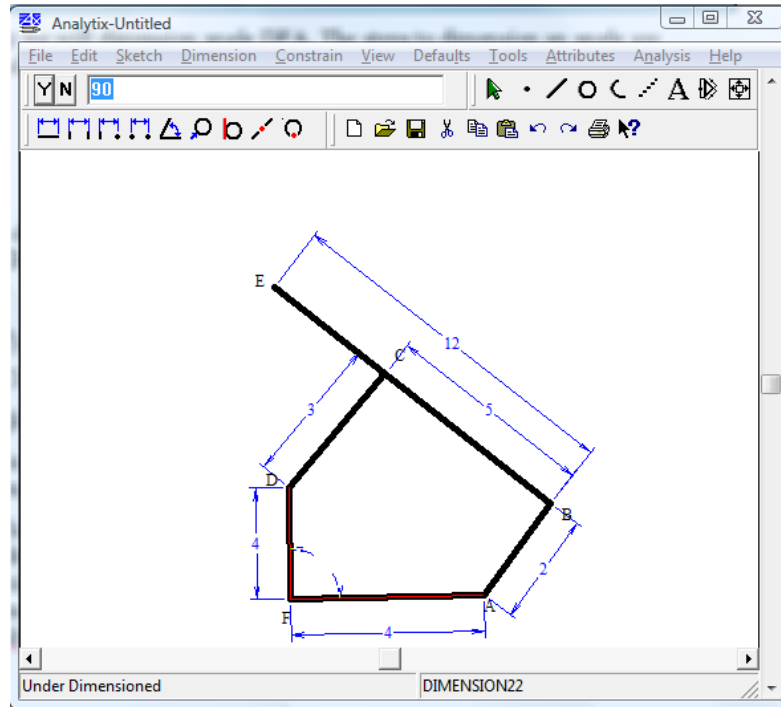 Analytix-Untitled
File Edit Sketch Dimension Constrain View Defaults Tools Attributes Analysis Help
Y N 90
A
E
12
C
3
5
D
B
4
2
A
F
4
Under Dimensioned DIMENSION22